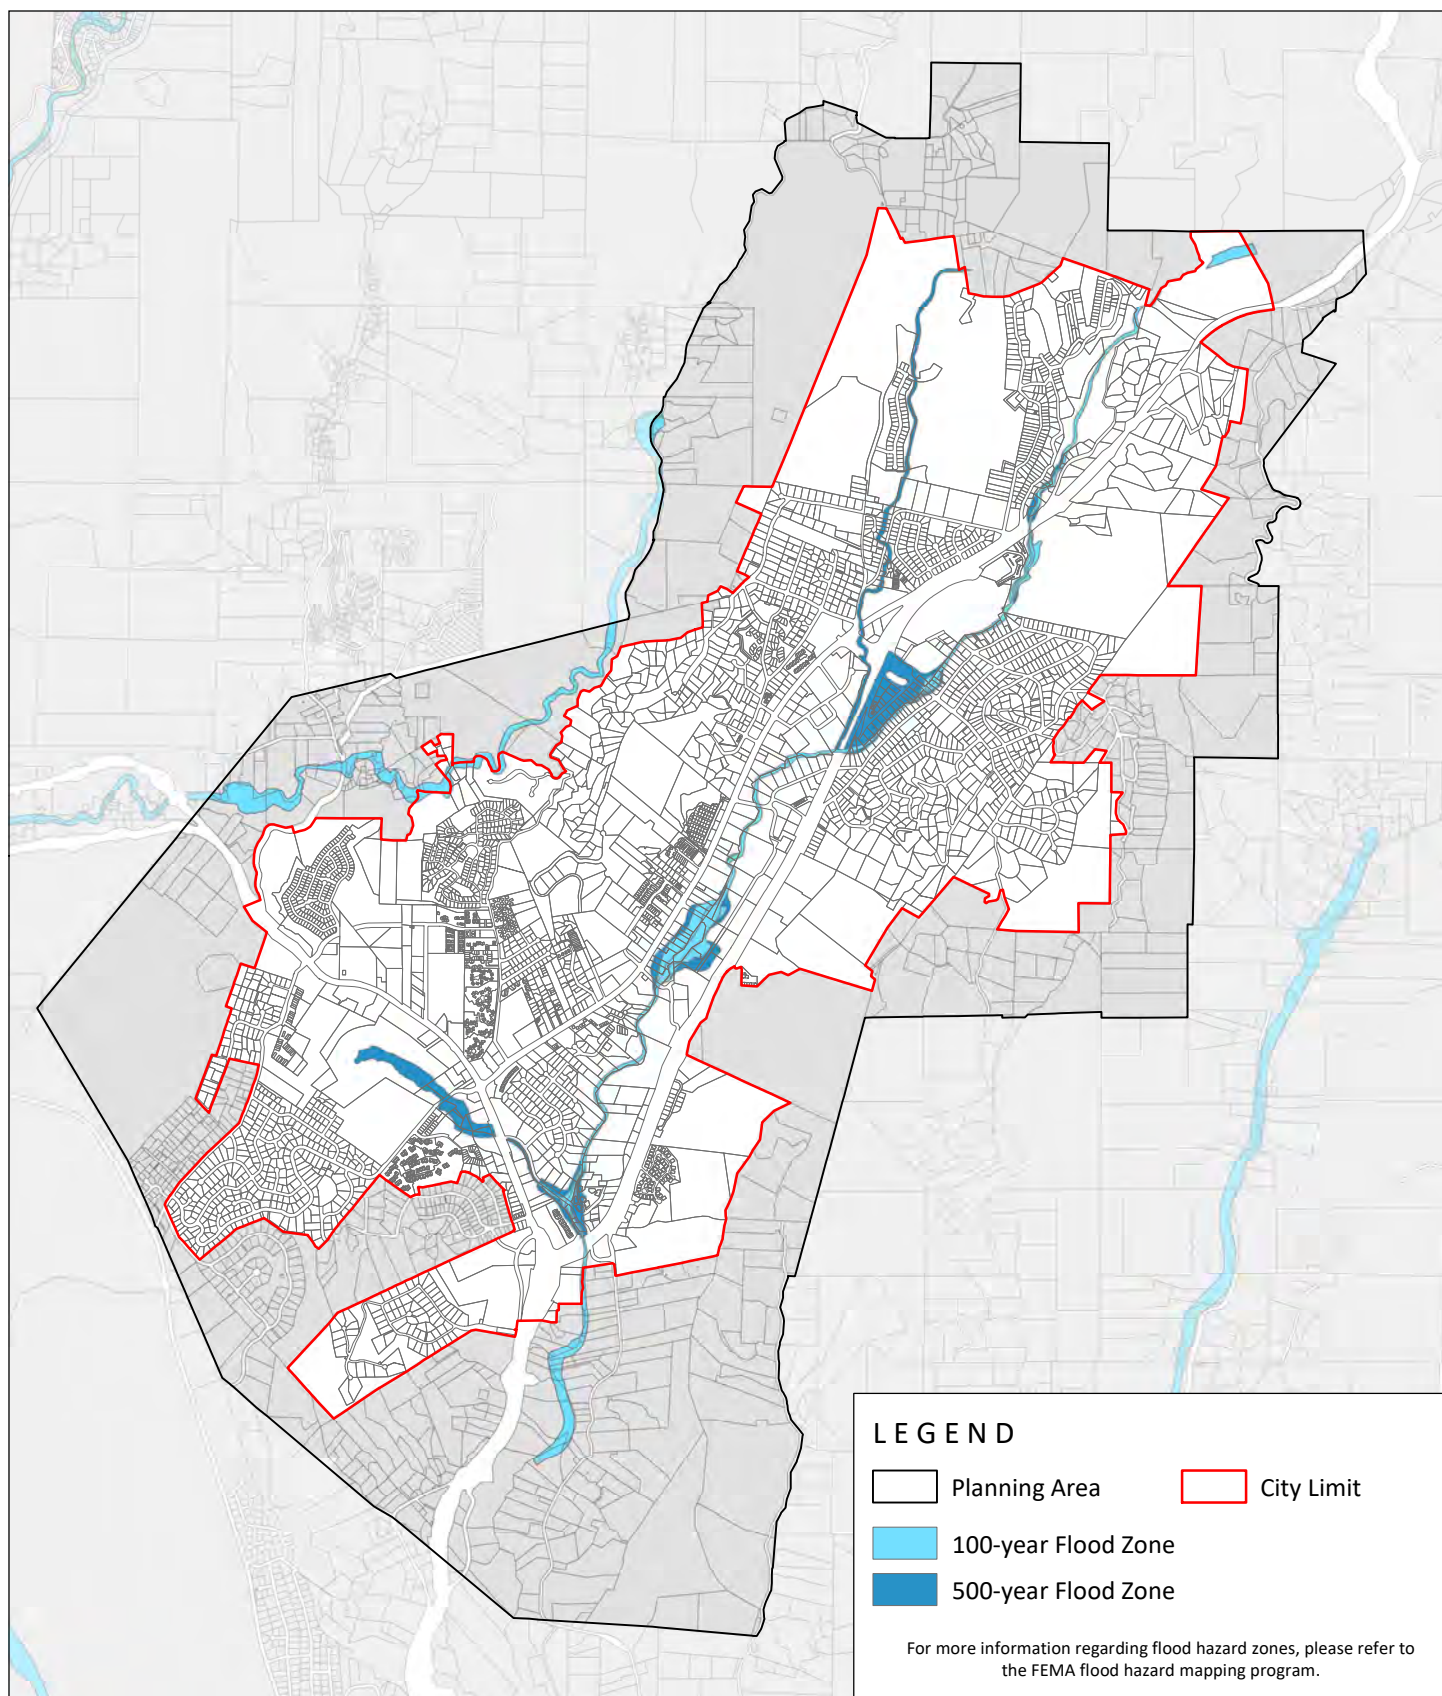 LEGEND
Planning Area
City Limit
100-year Flood Zone
500-year Flood Zone
For more information regarding flood hazard zones, please refer to
the FEMA flood hazard mapping program.